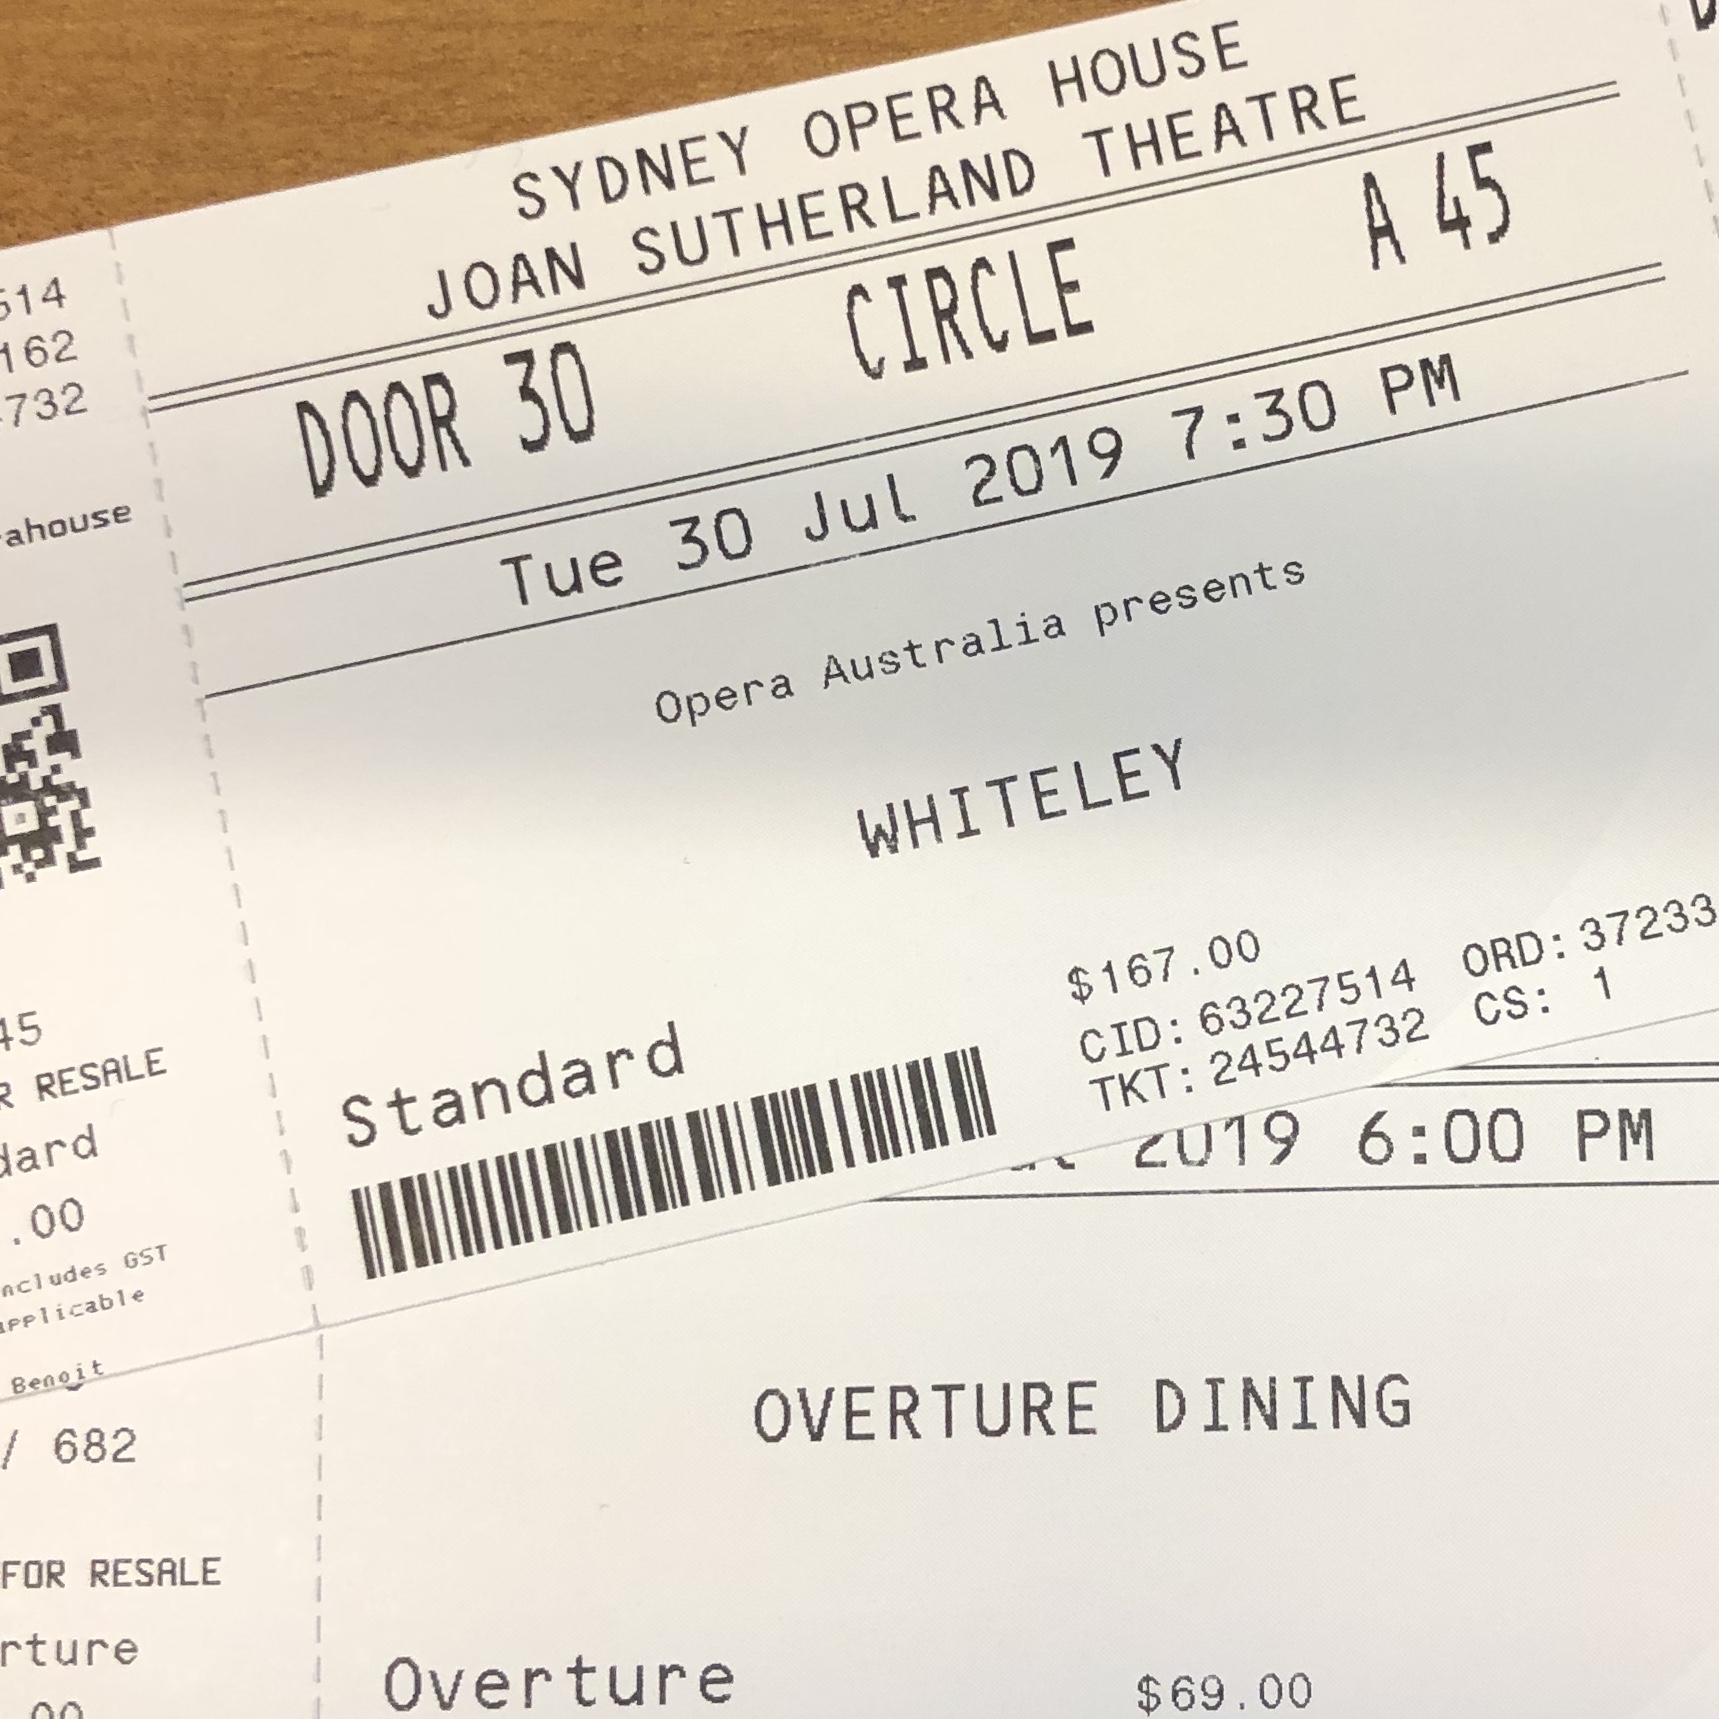 SYDNEY OPERA HOUSE
JOAN SUTHERLAND THEATRE
DOOR 30 CIRCLE A 45
Tue 30 Jul 2019 7:30 PM
Opera Australia presents
WHITELEY
$167.00
Standard
CID: 63227514 ORD: 37233
TKT: 24544732 CS: 1
514
162
732
ahouse
45
RESALE
dard
.00
ncludes GST
applicable
Benoit
2019 6:00 PM
OVERTURE DINING
Overture $69.00
/ 682
FOR RESALE
rture
00